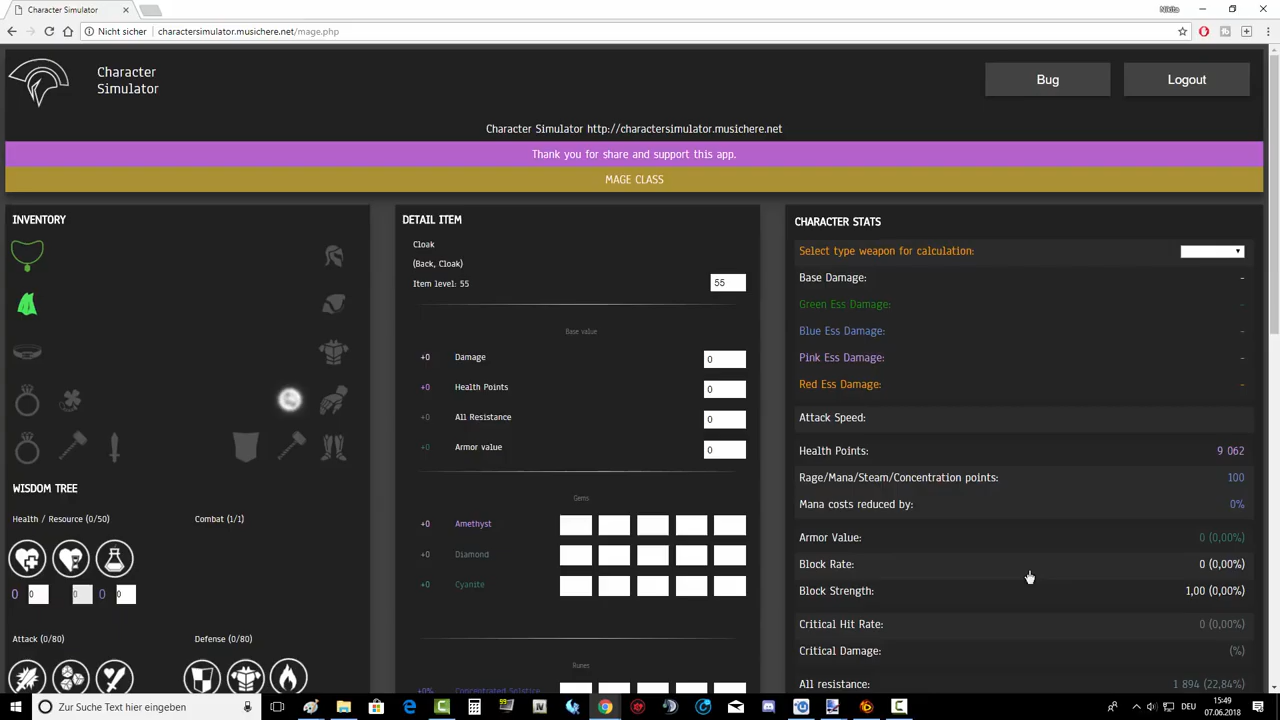 Character Simulator
Nikita
Nicht sicher charactersimulator.musichere.net/mage.php
Character
Simulator
Bug
Logout
Character Simulator http://charactersimulator.musichere.net
Thank you for share and support this app.
MAGE CLASS
INVENTORY
WISDOM TREE
Health / Resource (0/50)
Combat (1/1)
0 0 0 0 0
Attack (0/80)
Defense (0/80)
DETAIL ITEM
Cloak
(Back, Cloak)
Item level: 55 55
Base value
+0 Damage 0
+0 Health Points 0
+0 All Resistance 0
+0 Armor value 0
Gems
+0 Amethyst
+0 Diamond
+0 Cyanite
Runes
+0% Concentrated Solstice
CHARACTER STATS
Select type weapon for calculation:
Base Damage: -
Green Ess Damage: -
Blue Ess Damage: -
Pink Ess Damage: -
Red Ess Damage: -
Attack Speed:
Health Points: 9 062
Rage/Mana/Steam/Concentration points: 100
Mana costs reduced by: 0%
Armor Value: 0 (0,00%)
Block Rate: 0 (0,00%)
Block Strength: 1,00 (0,00%)
Critical Hit Rate: 0 (0,00%)
Critical Damage: (%)
All resistance: 1 894 (22,84%)
Zur Suche Text hier eingeben
DEU
15:49
07.06.2018